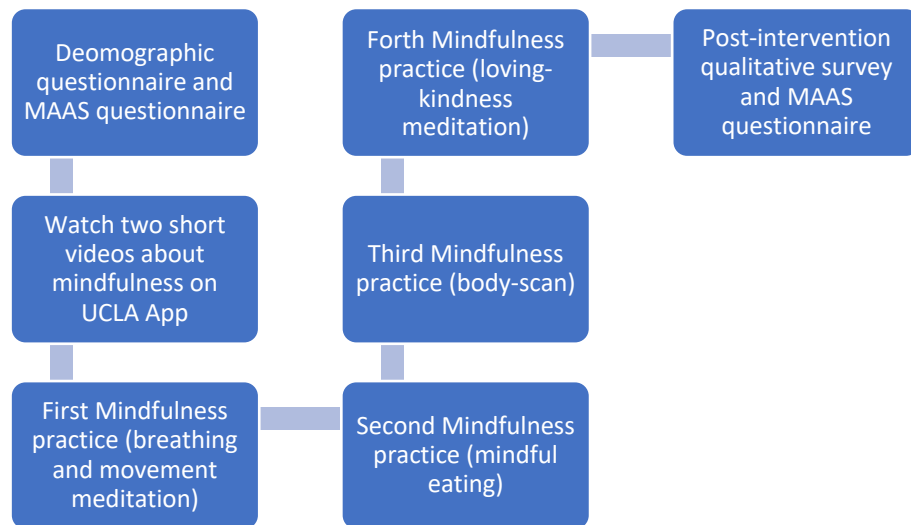 Deomographic
questionnaire and
MAAS questionnaire
Watch two short
videos about
mindfulness on
UCLA App
First Mindfulness
practice (breathing
and movement
meditation)
Second Mindfulness
practice (mindful
eating)
Third Mindfulness
practice (body-scan)
Forth Mindfulness
practice (loving-
kindness
meditation)
Post-intervention
qualitative survey
and MAAS
questionnaire